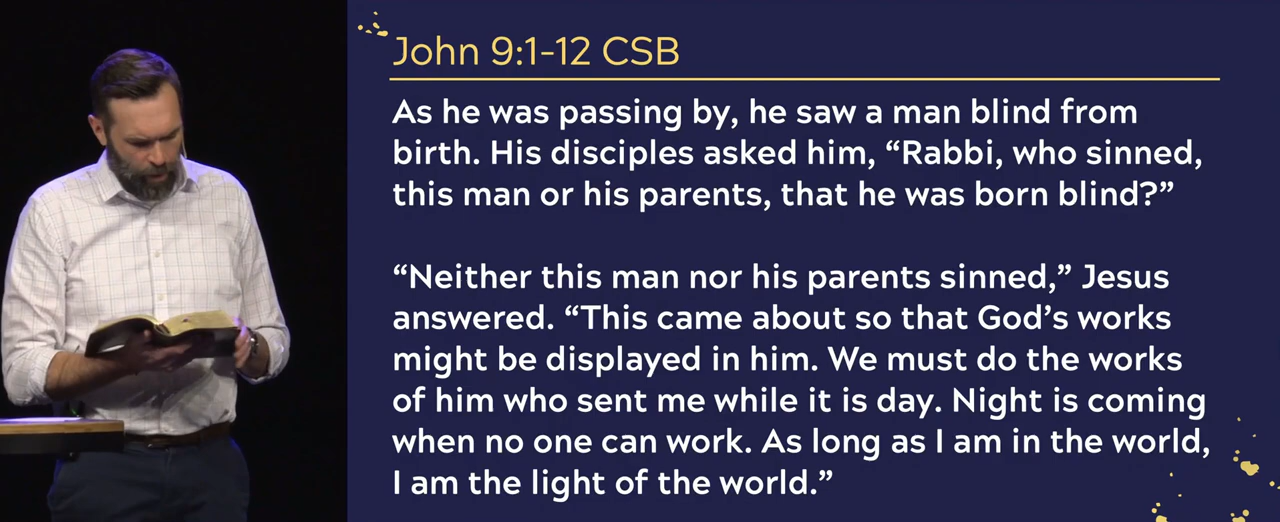 John 9:1-12 CSB
As he was passing by, he saw a man blind from
birth. His disciples asked him, “Rabbi, who sinned,
this man or his parents, that he was born blind?”
“Neither this man nor his parents sinned,” Jesus
answered. “This came about so that God’s works
might be displayed in him. We must do the works
of him who sent me while it is day. Night is coming
when no one can work. As long as I am in the world,
I am the light of the world.”